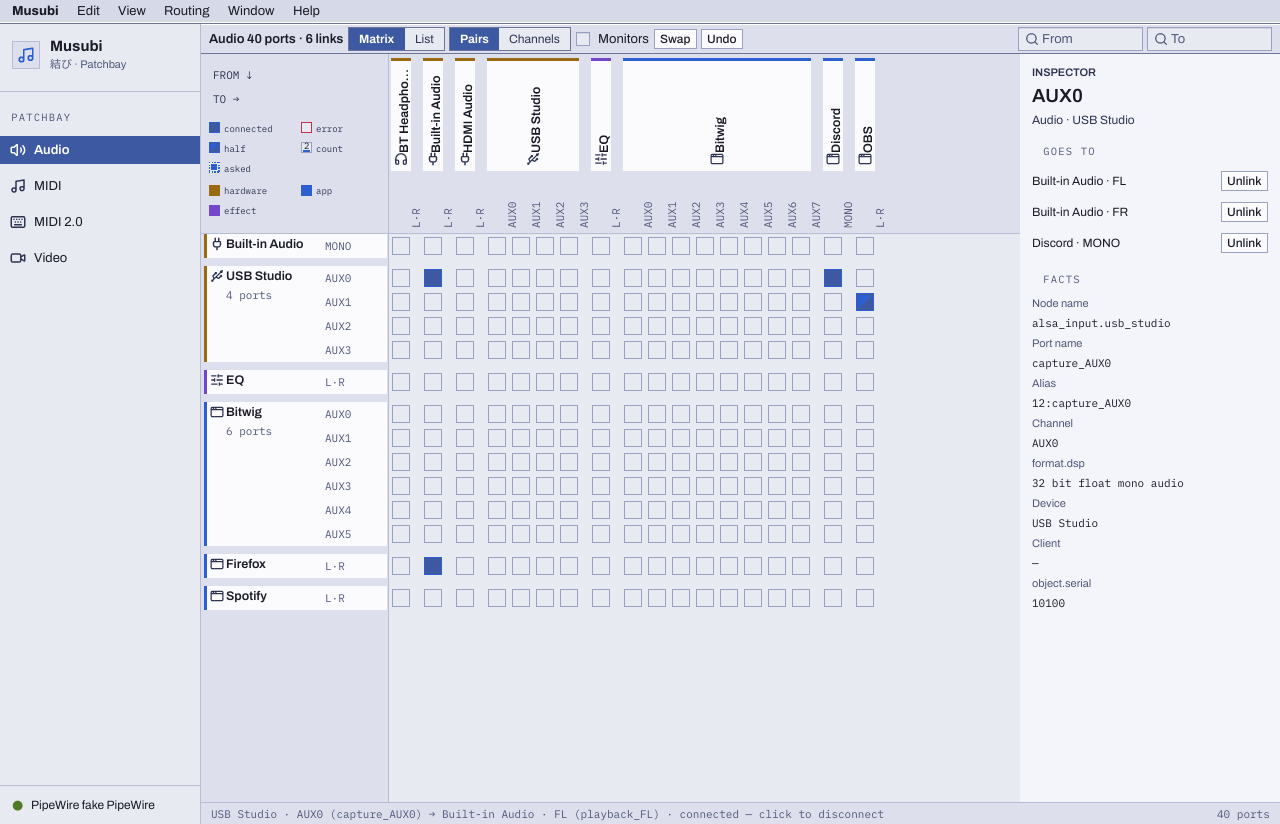 Musubi Edit View Routing Window Help
Musubi
結び · Patchbay
PATCHBAY
Audio
MIDI
MIDI 2.0
Video
PipeWire fake PipeWire
Audio 40 ports · 6 links Matrix List Pairs Channels Monitors Swap Undo From To
FROM ↓
TO →
connected error
half 2 count
asked
hardware app
effect
BT Headpho… Built-in Audio HDMI Audio USB Studio EQ Bitwig Discord OBS
L·R L·R L·R AUX0 AUX1 AUX2 AUX3 L·R AUX0 AUX1 AUX2 AUX3 AUX4 AUX5 AUX6 AUX7 MONO L·R
Built-in Audio MONO
USB Studio AUX0
4 ports
AUX1
AUX2
AUX3
EQ L·R
Bitwig AUX0
6 ports
AUX1
AUX2
AUX3
AUX4
AUX5
Firefox L·R
Spotify L·R
INSPECTOR
AUX0
Audio · USB Studio
GOES TO
Built-in Audio · FL Unlink
Built-in Audio · FR Unlink
Discord · MONO Unlink
FACTS
Node name
alsa_input.usb_studio
Port name
capture_AUX0
Alias
12:capture_AUX0
Channel
AUX0
format.dsp
32 bit float mono audio
Device
USB Studio
Client
—
object.serial
10100
USB Studio · AUX0 (capture_AUX0) → Built-in Audio · FL (playback_FL) · connected — click to disconnect 40 ports